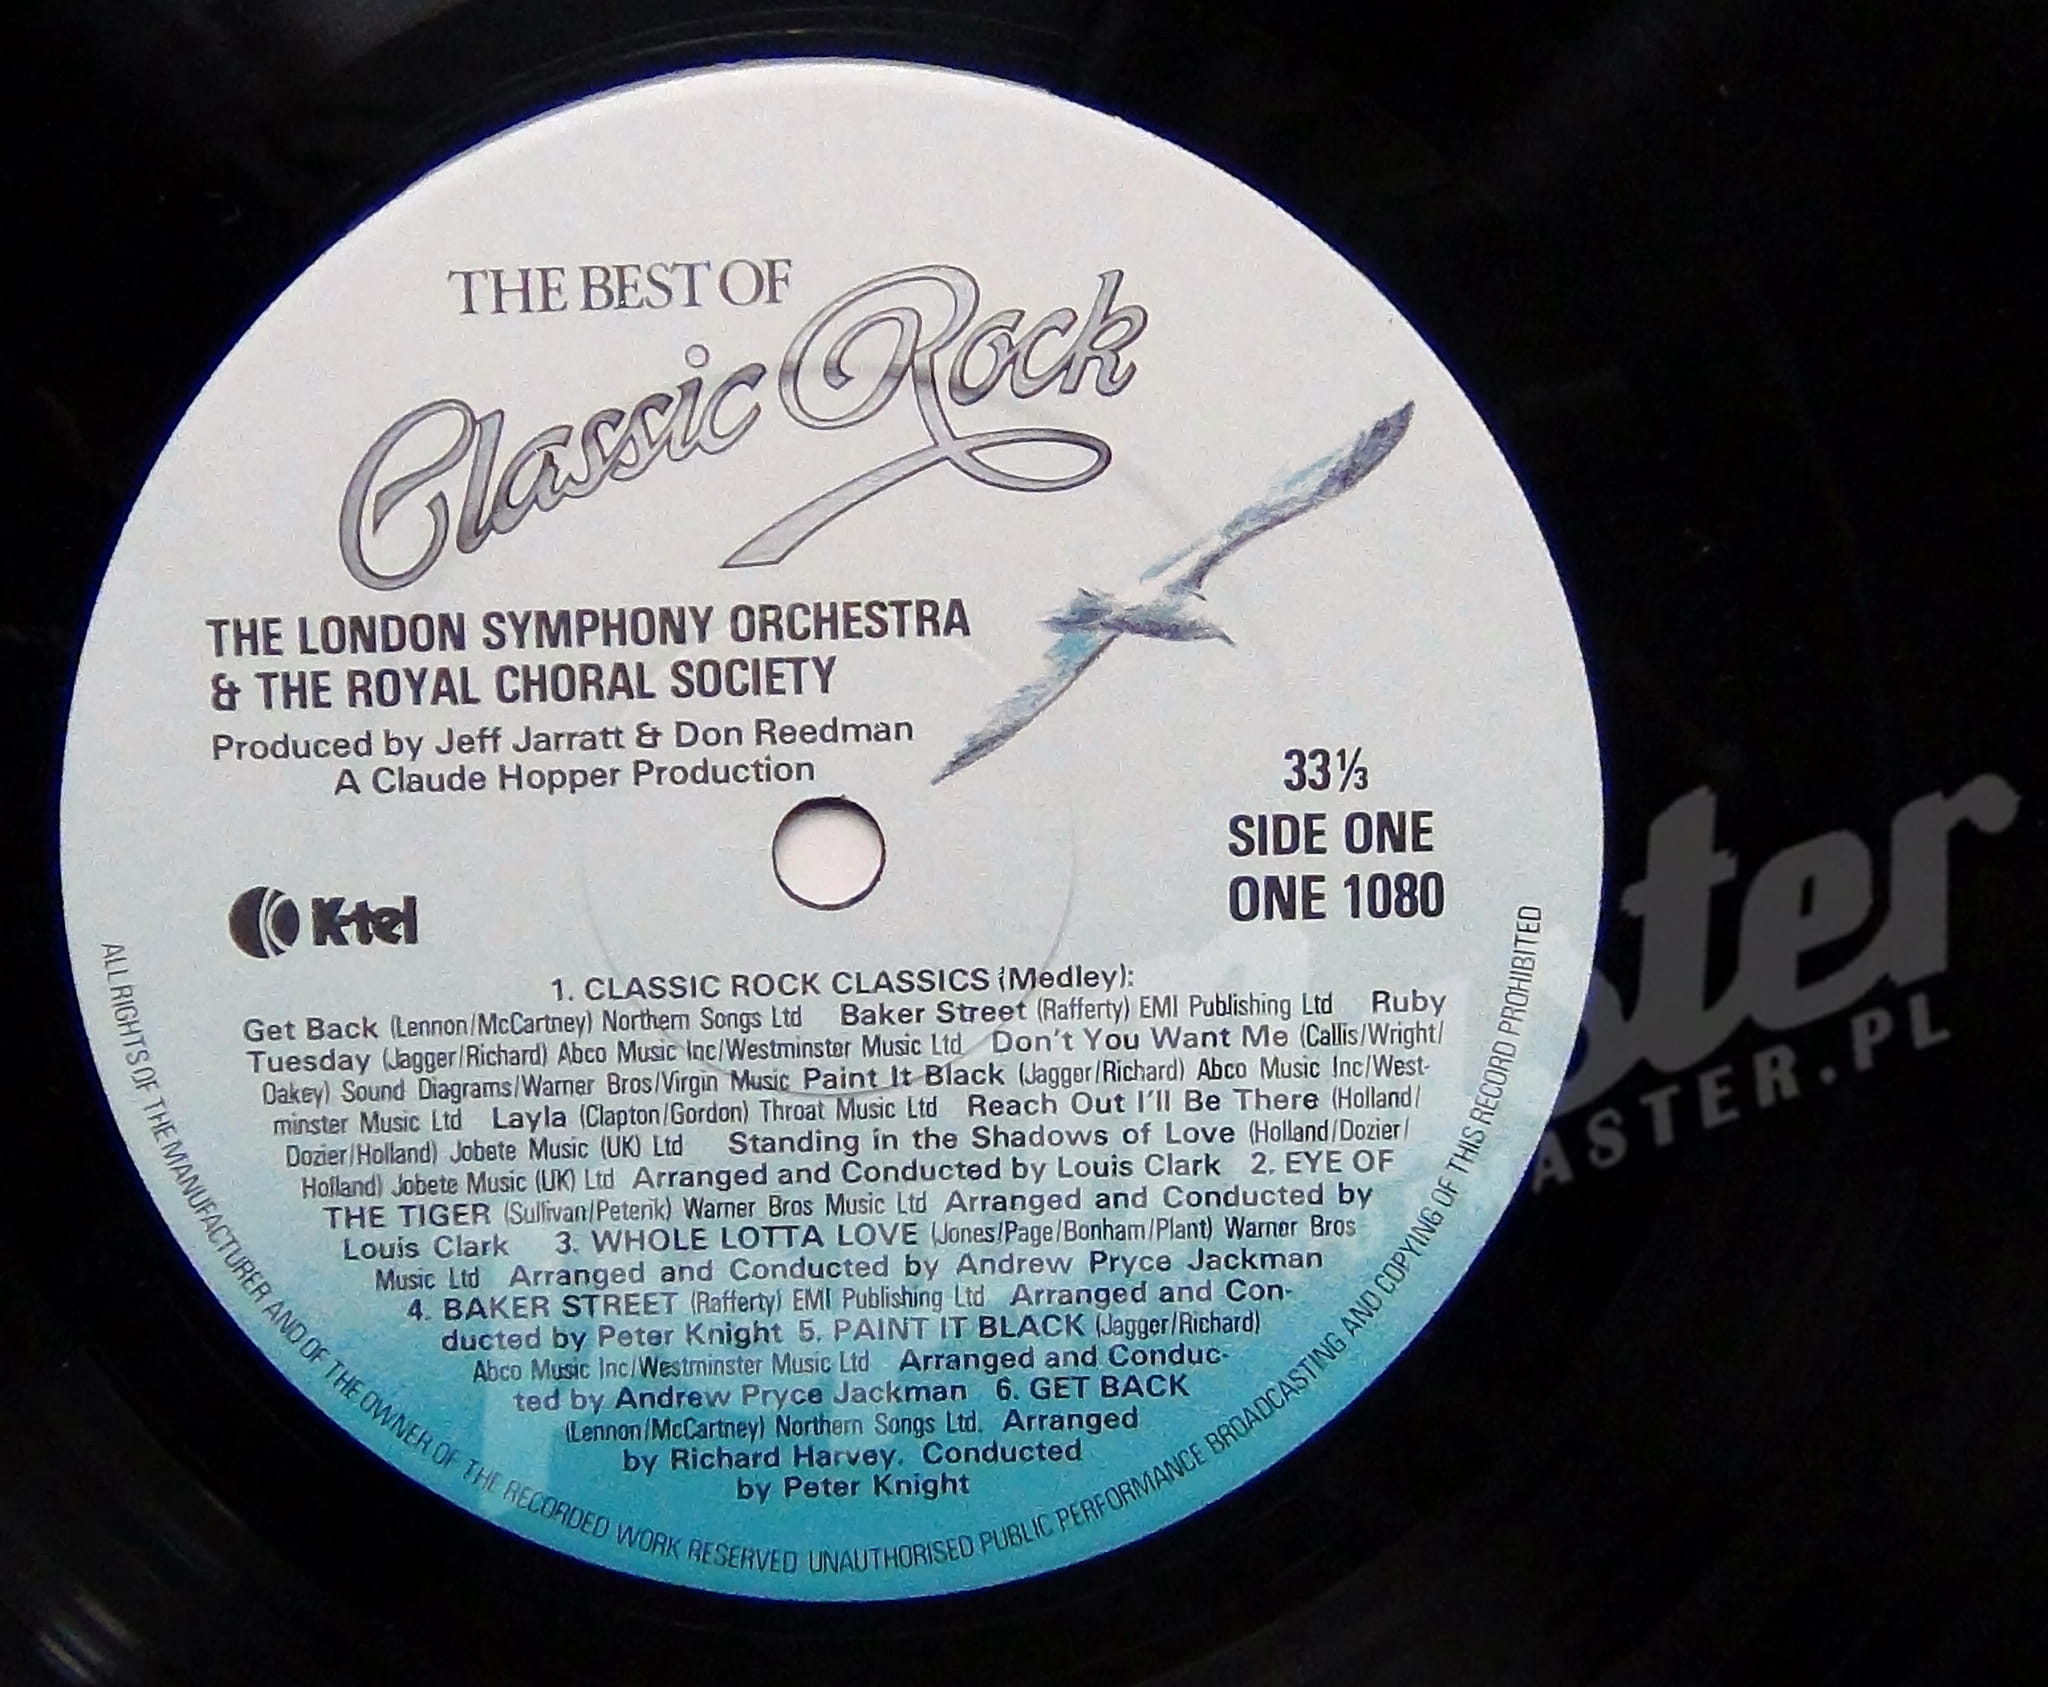 THE BEST OF
Classic Rock
THE LONDON SYMPHONY ORCHESTRA
& THE ROYAL CHORAL SOCIETY
Produced by Jeff Jarratt & Don Reedman
A Claude Hopper Production
33⅓
SIDE ONE
ONE 1080
K-tel
1. CLASSIC ROCK CLASSICS (Medley):
Get Back (Lennon/McCartney) Northern Songs Ltd Baker Street (Rafferty) EMI Publishing Ltd Ruby
Tuesday (Jagger/Richard) Abco Music Inc/Westminster Music Ltd Don't You Want Me (Callis/Wright/
Oakey) Sound Diagrams/Warner Bros/Virgin Music Paint It Black (Jagger/Richard) Abco Music Inc/West-
minster Music Ltd Layla (Clapton/Gordon) Throat Music Ltd Reach Out I'll Be There (Holland/
Dozier/Holland) Jobete Music (UK) Ltd Standing in the Shadows of Love (Holland/Dozier/
Holland) Jobete Music (UK) Ltd Arranged and Conducted by Louis Clark 2. EYE OF
THE TIGER (Sullivan/Peterik) Warner Bros Music Ltd Arranged and Conducted by
Louis Clark 3. WHOLE LOTTA LOVE (Jones/Page/Bonham/Plant) Warner Bros
Music Ltd Arranged and Conducted by Andrew Pryce Jackman
4. BAKER STREET (Rafferty) EMI Publishing Ltd Arranged and Con-
ducted by Peter Knight 5. PAINT IT BLACK (Jagger/Richard)
Abco Music Inc/Westminster Music Ltd Arranged and Conduc-
ted by Andrew Pryce Jackman 6. GET BACK
(Lennon/McCartney) Northern Songs Ltd. Arranged
by Richard Harvey. Conducted
by Peter Knight
ALL RIGHTS OF THE MANUFACTURER AND OF THE OWNER OF THE RECORDED WORK RESERVED UNAUTHORISED PUBLIC PERFORMANCE BROADCASTING AND COPYING OF THIS RECORD PROHIBITED